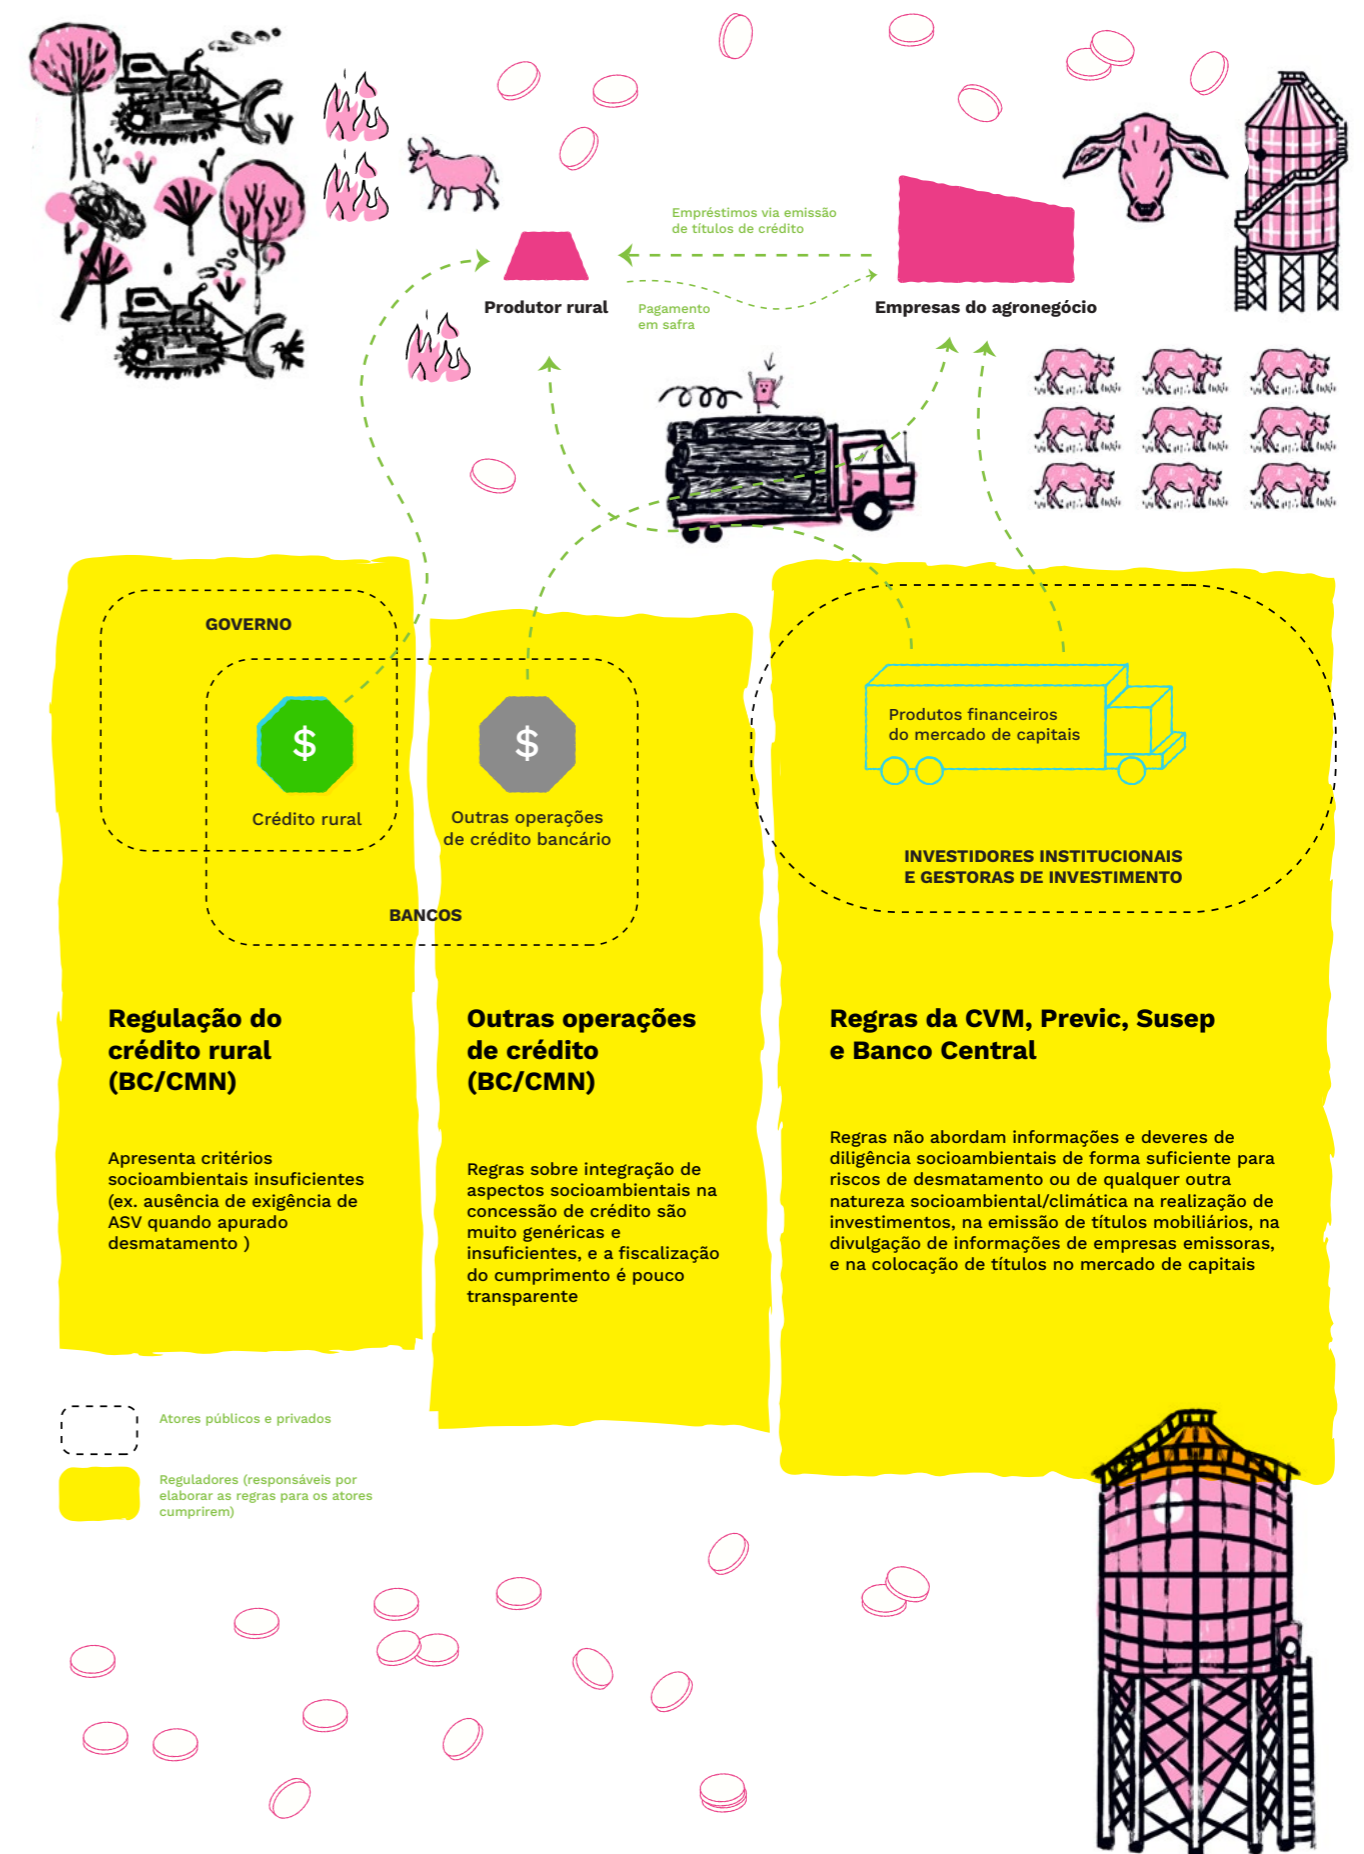 Empréstimos via emissão
de títulos de crédito
Produtor rural
Pagamento
em safra
Empresas do agronegócio
GOVERNO
$
Crédito rural
$
Outras operações
de crédito bancário
BANCOS
Produtos financeiros
do mercado de capitais
INVESTIDORES INSTITUCIONAIS
E GESTORAS DE INVESTIMENTO
Regulação do
crédito rural
(BC/CMN)
Apresenta critérios
socioambientais insuficientes
(ex. ausência de exigência de
ASV quando apurado
desmatamento )
Outras operações
de crédito
(BC/CMN)
Regras sobre integração de
aspectos socioambientais na
concessão de crédito são
muito genéricas e
insuficientes, e a fiscalização
do cumprimento é pouco
transparente
Regras da CVM, Previc, Susep
e Banco Central
Regras não abordam informações e deveres de
diligência socioambientais de forma suficiente para
riscos de desmatamento ou de qualquer outra
natureza socioambiental/climática na realização de
investimentos, na emissão de títulos mobiliários, na
divulgação de informações de empresas emissoras,
e na colocação de títulos no mercado de capitais
Atores públicos e privados
Reguladores (responsáveis por
elaborar as regras para os atores
cumprirem)